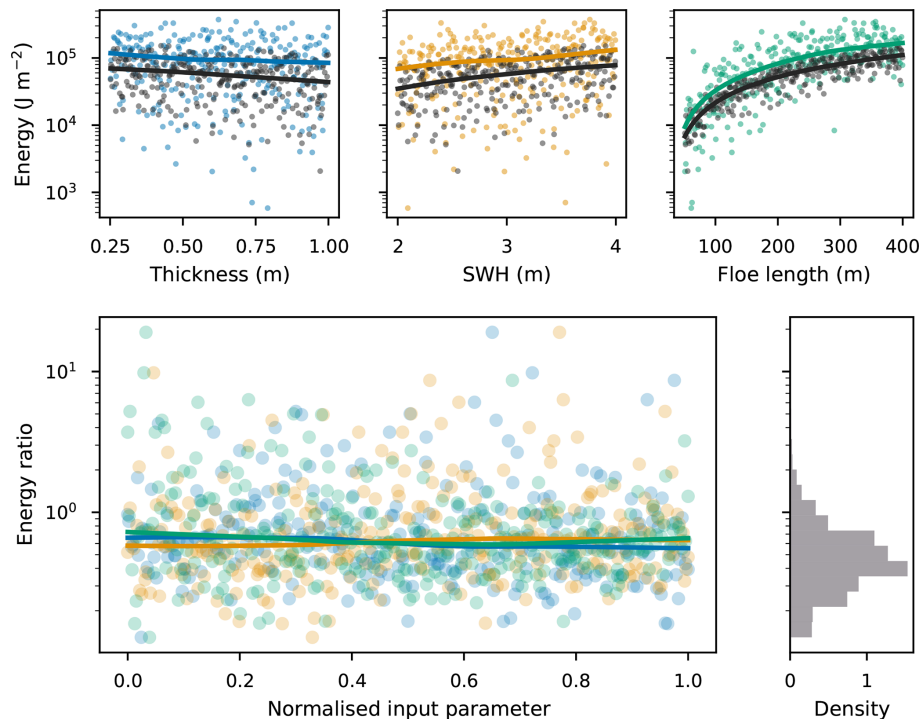 10⁵
10⁴
10³
Energy (J m⁻²)
0.25 0.50 0.75 1.00
Thickness (m)
2 3 4
SWH (m)
100 200 300 400
Floe length (m)
10¹
10⁰
Energy ratio
0.0 0.2 0.4 0.6 0.8 1.0
Normalised input parameter
0 1
Density